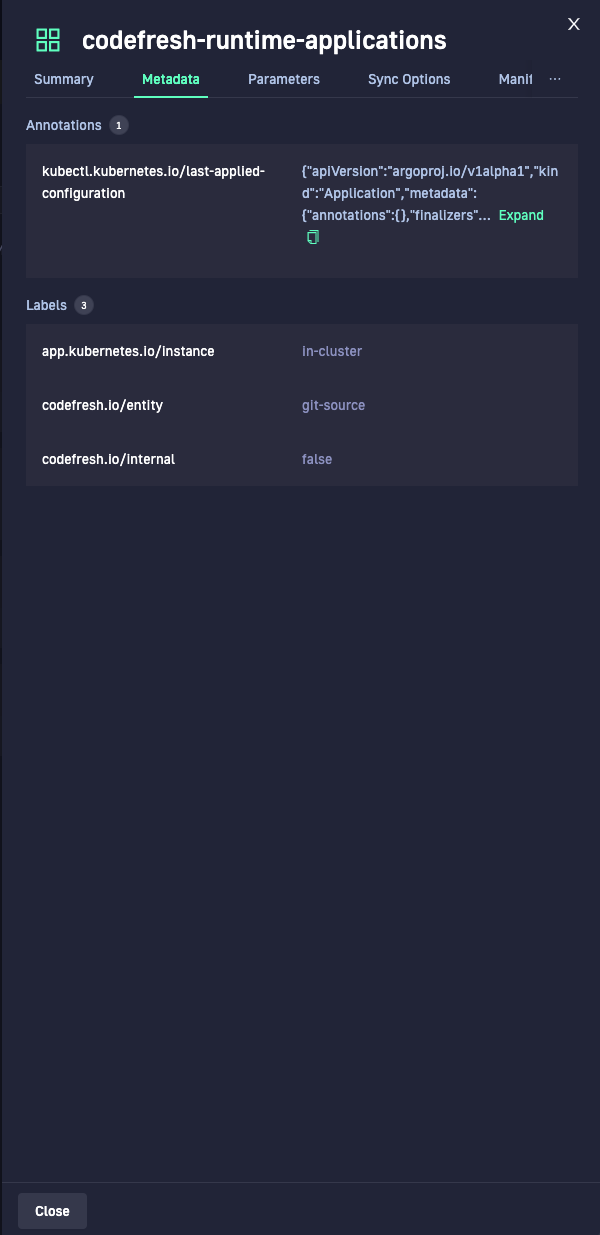 X
codefresh-runtime-applications
Summary Metadata Parameters Sync Options Manif ...
Annotations 1
kubectl.kubernetes.io/last-applied-
configuration
{"apiVersion":"argoproj.io/v1alpha1","kin
d":"Application","metadata":
{"annotations":{},"finalizers"... Expand
Labels 3
app.kubernetes.io/instance in-cluster
codefresh.io/entity git-source
codefresh.io/internal false
Close